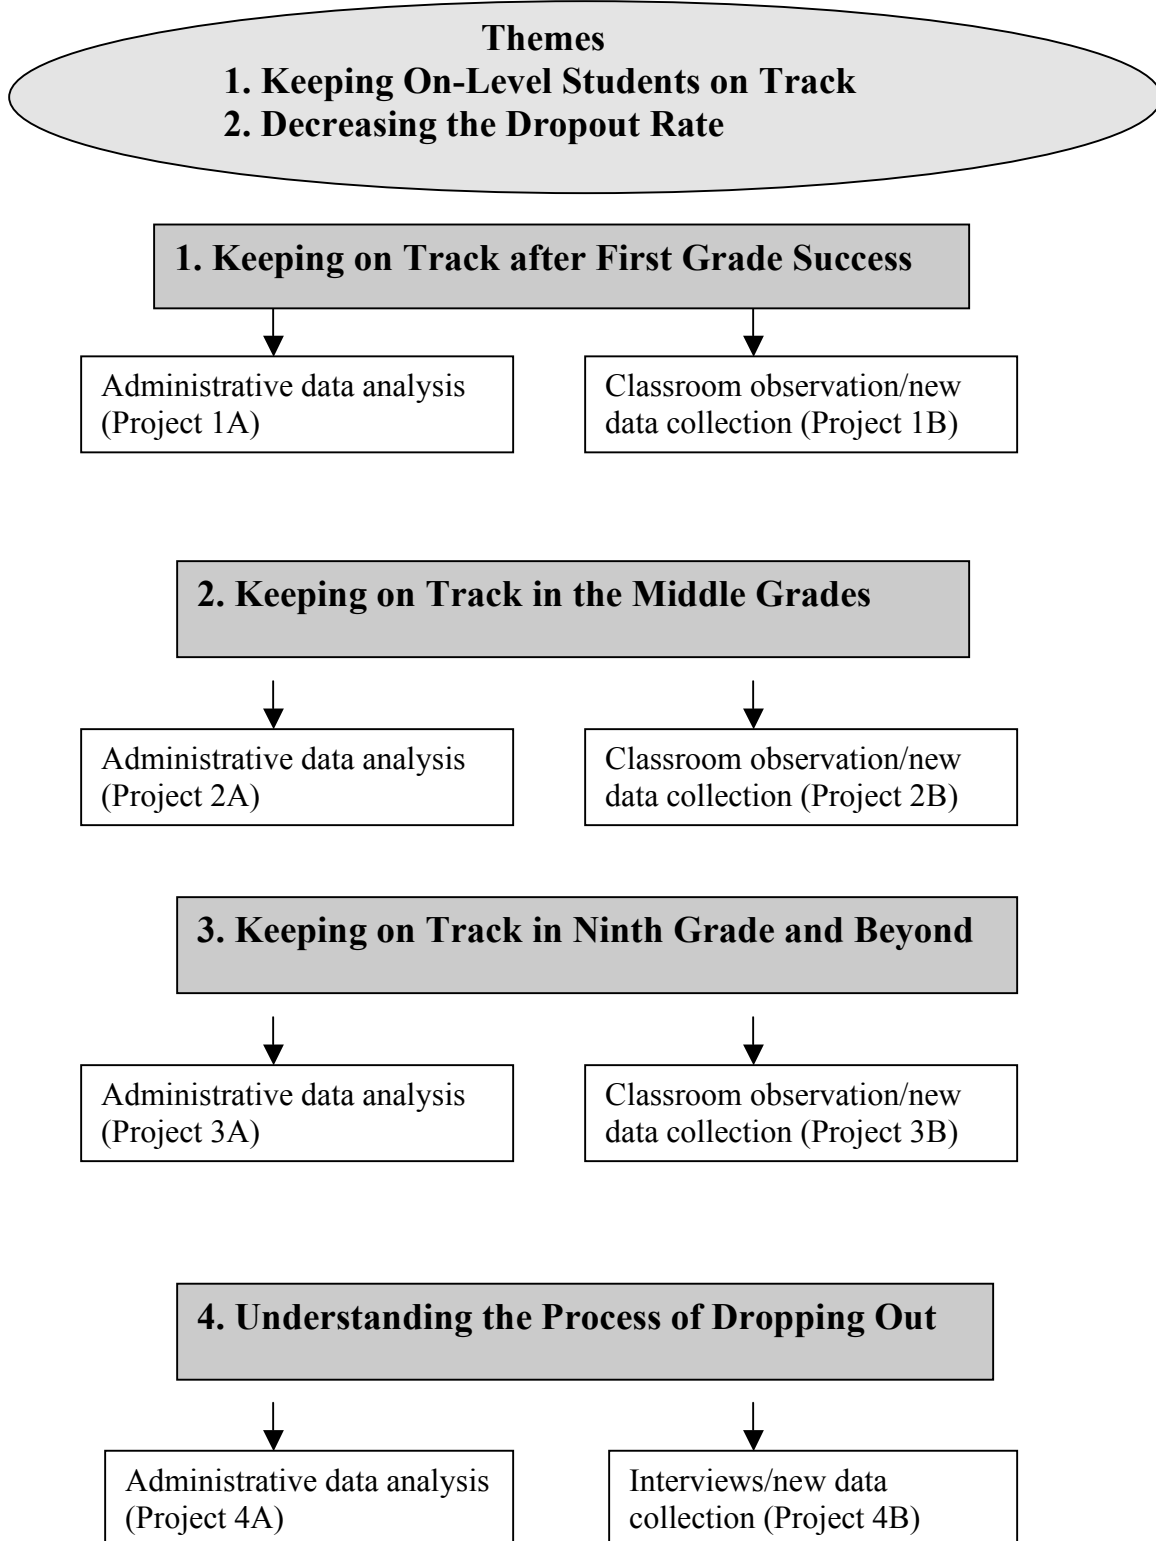 Themes
1. Keeping On-Level Students on Track
2. Decreasing the Dropout Rate
1. Keeping on Track after First Grade Success
Administrative data analysis
(Project 1A)
Classroom observation/new
data collection (Project 1B)
2. Keeping on Track in the Middle Grades
Administrative data analysis
(Project 2A)
Classroom observation/new
data collection (Project 2B)
3. Keeping on Track in Ninth Grade and Beyond
Administrative data analysis
(Project 3A)
Classroom observation/new
data collection (Project 3B)
4. Understanding the Process of Dropping Out
Administrative data analysis
(Project 4A)
Interviews/new data
collection (Project 4B)